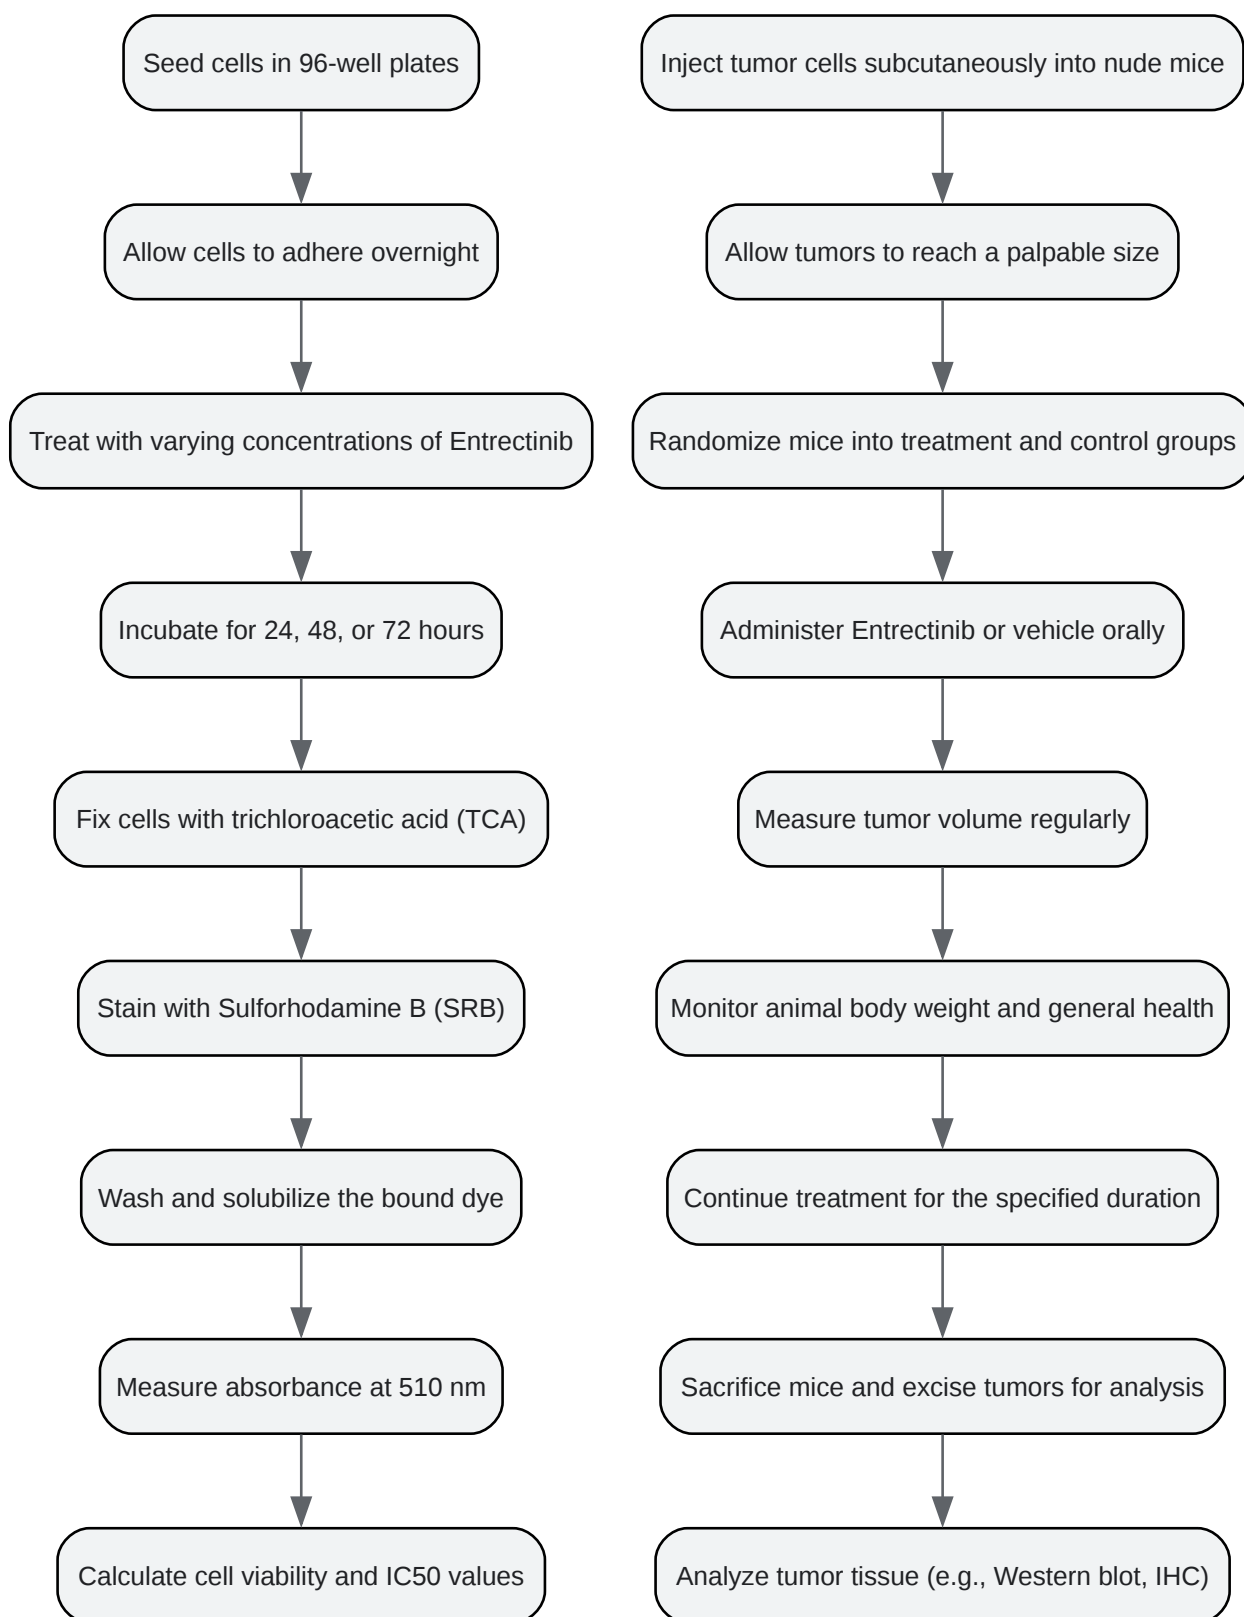 Seed cells in 96-well plates
Allow cells to adhere overnight
Treat with varying concentrations of Entrectinib
Incubate for 24, 48, or 72 hours
Fix cells with trichloroacetic acid (TCA)
Stain with Sulforhodamine B (SRB)
Wash and solubilize the bound dye
Measure absorbance at 510 nm
Calculate cell viability and IC50 values
Inject tumor cells subcutaneously into nude mice
Allow tumors to reach a palpable size
Randomize mice into treatment and control groups
Administer Entrectinib or vehicle orally
Measure tumor volume regularly
Monitor animal body weight and general health
Continue treatment for the specified duration
Sacrifice mice and excise tumors for analysis
Analyze tumor tissue (e.g., Western blot, IHC)